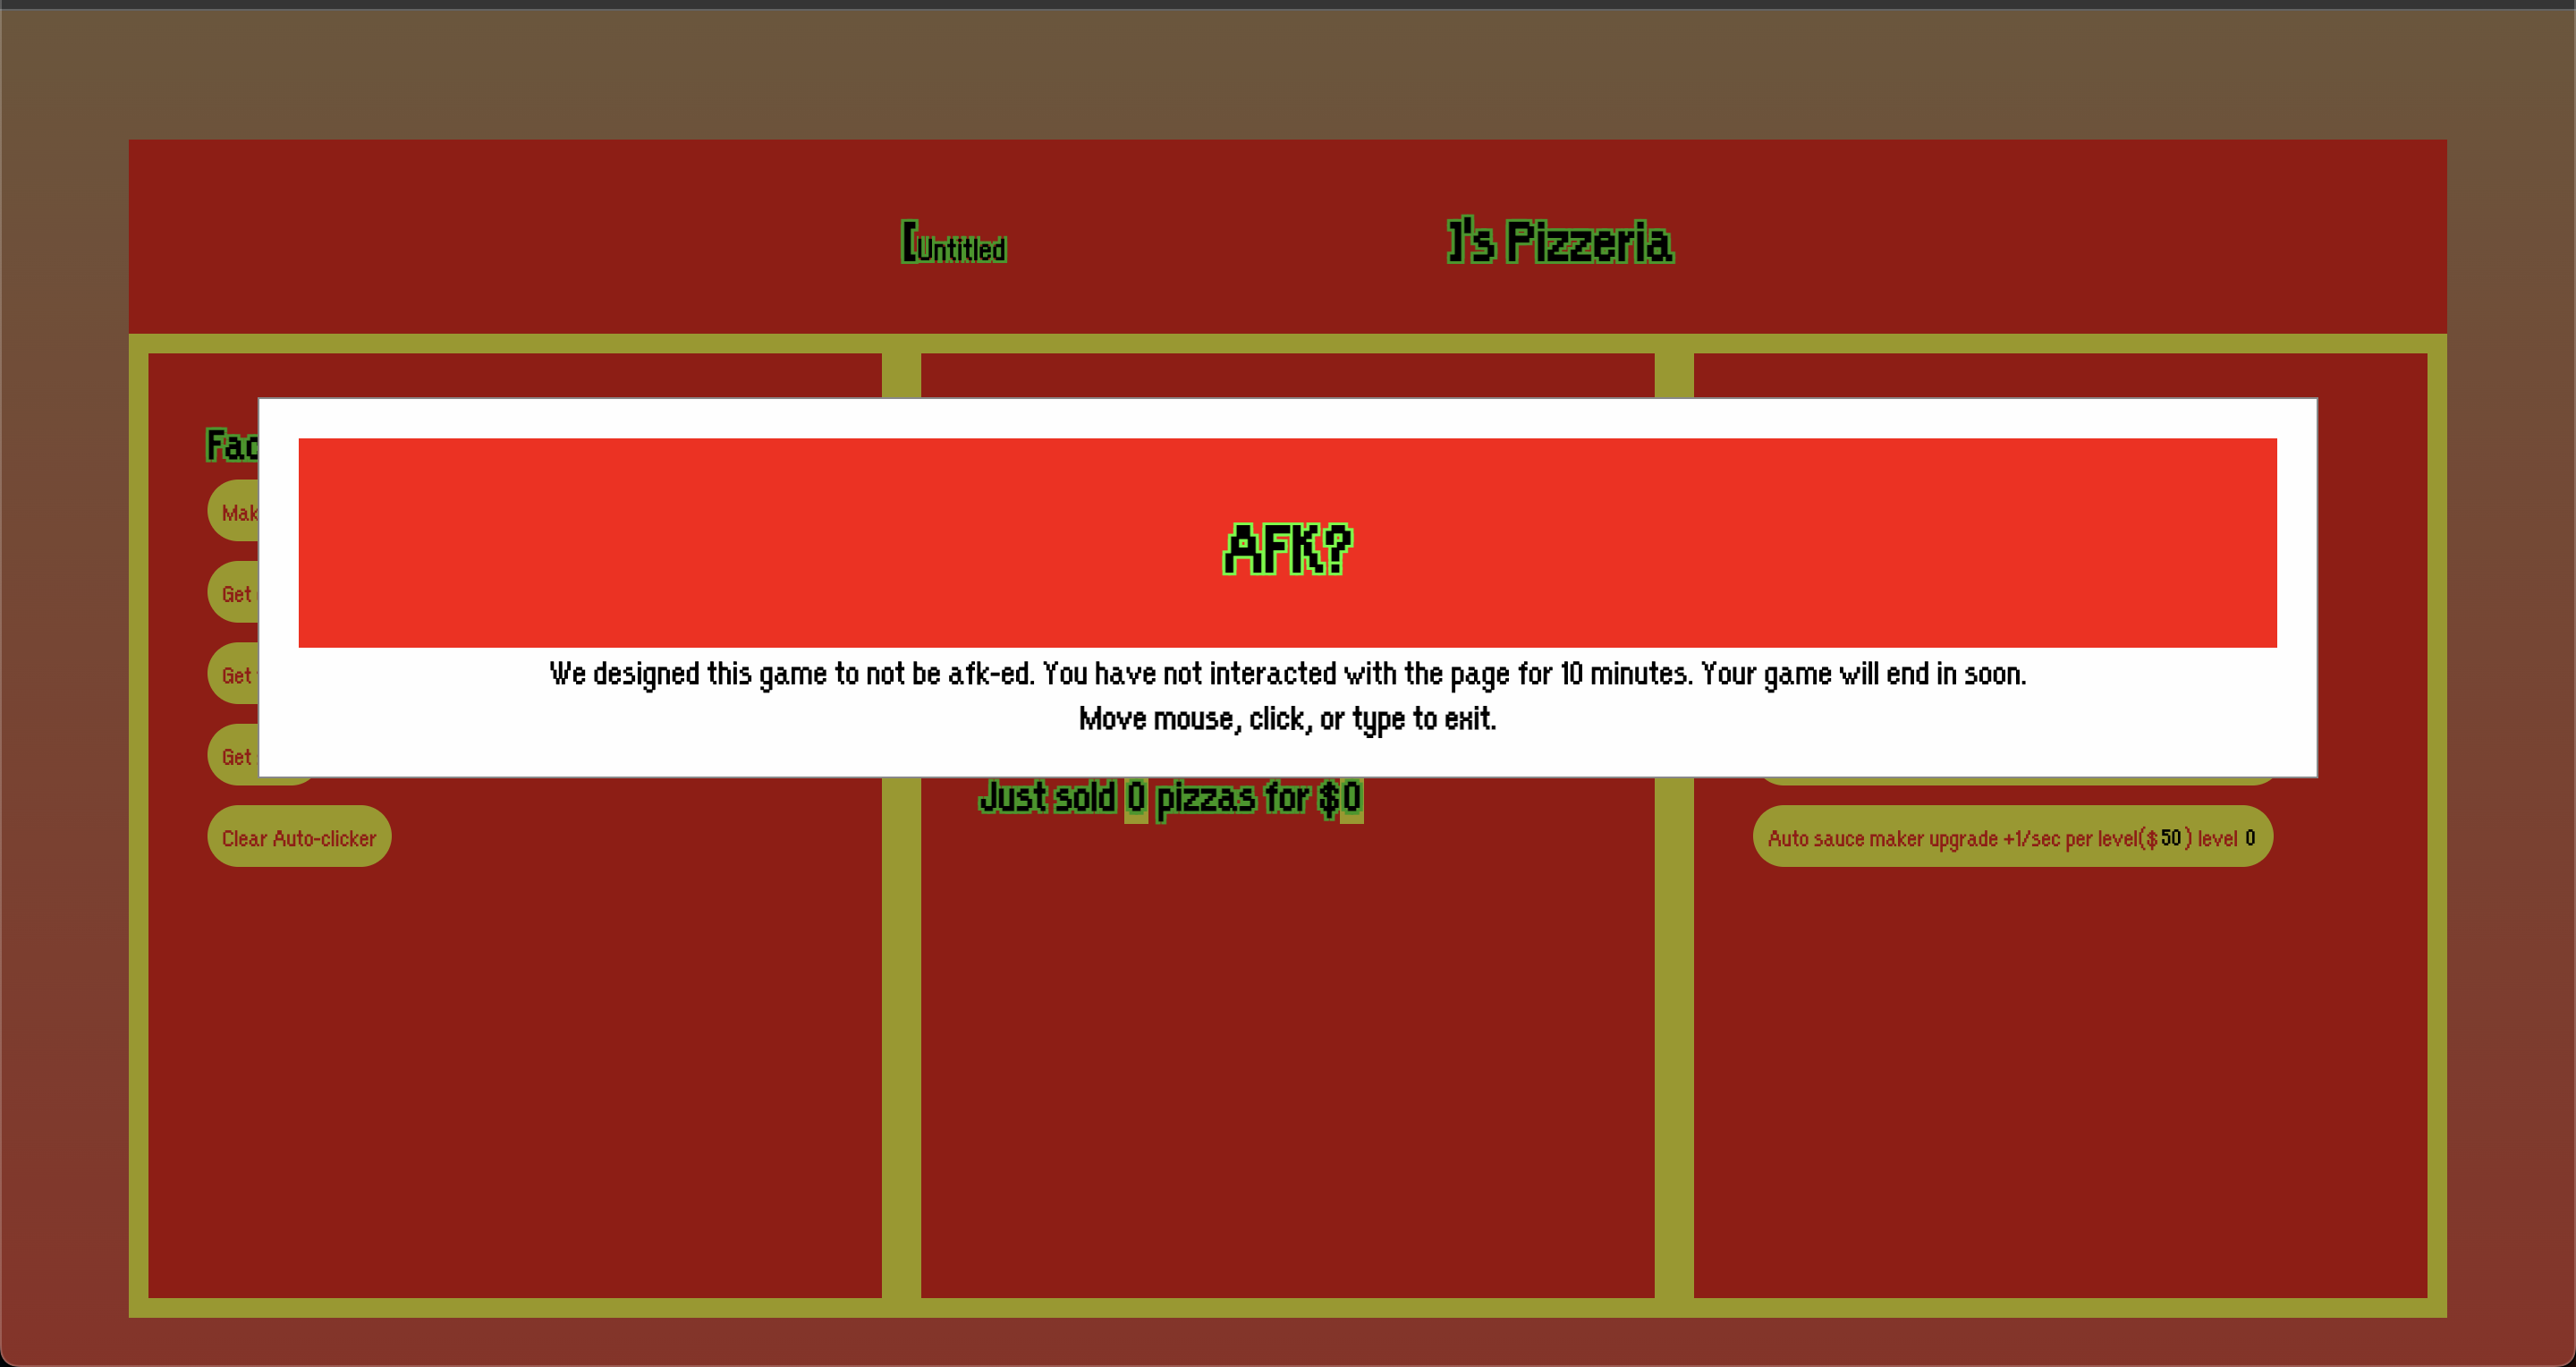 [Untitled ]'s Pizzeria
AFK?
We designed this game to not be afk-ed. You have not interacted with the page for 10 minutes. Your game will end in soon.
Move mouse, click, or type to exit.
Get
Get
Get
Just sold 0 pizzas for $0
Clear Auto-clicker
Auto sauce maker upgrade +1/sec per level($50) level 0